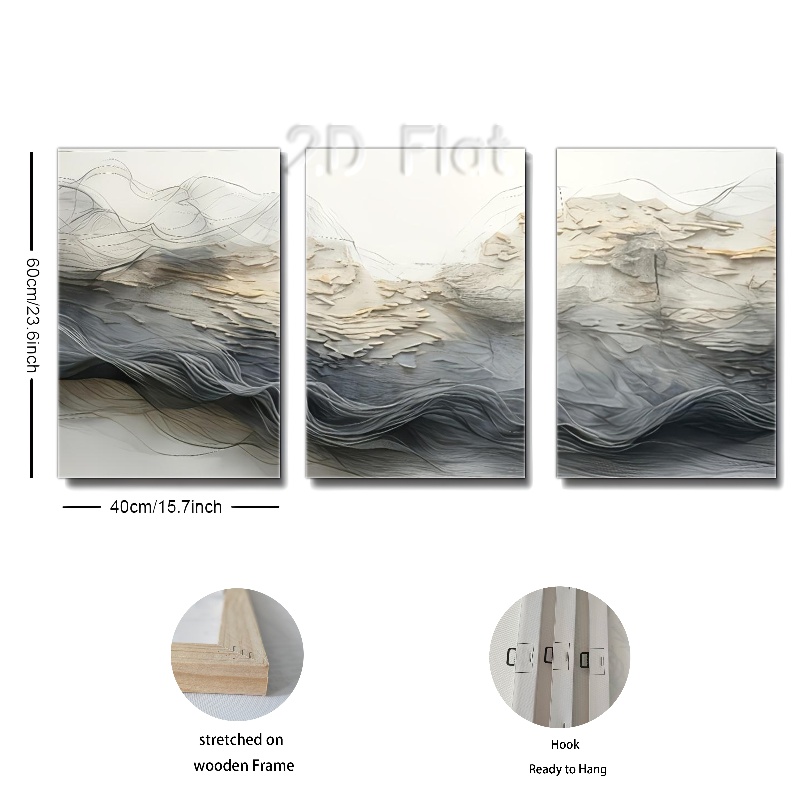 2D Flat
60cm/23.6inch
40cm/15.7inch
stretched on
wooden Frame
Hook
Ready to Hang